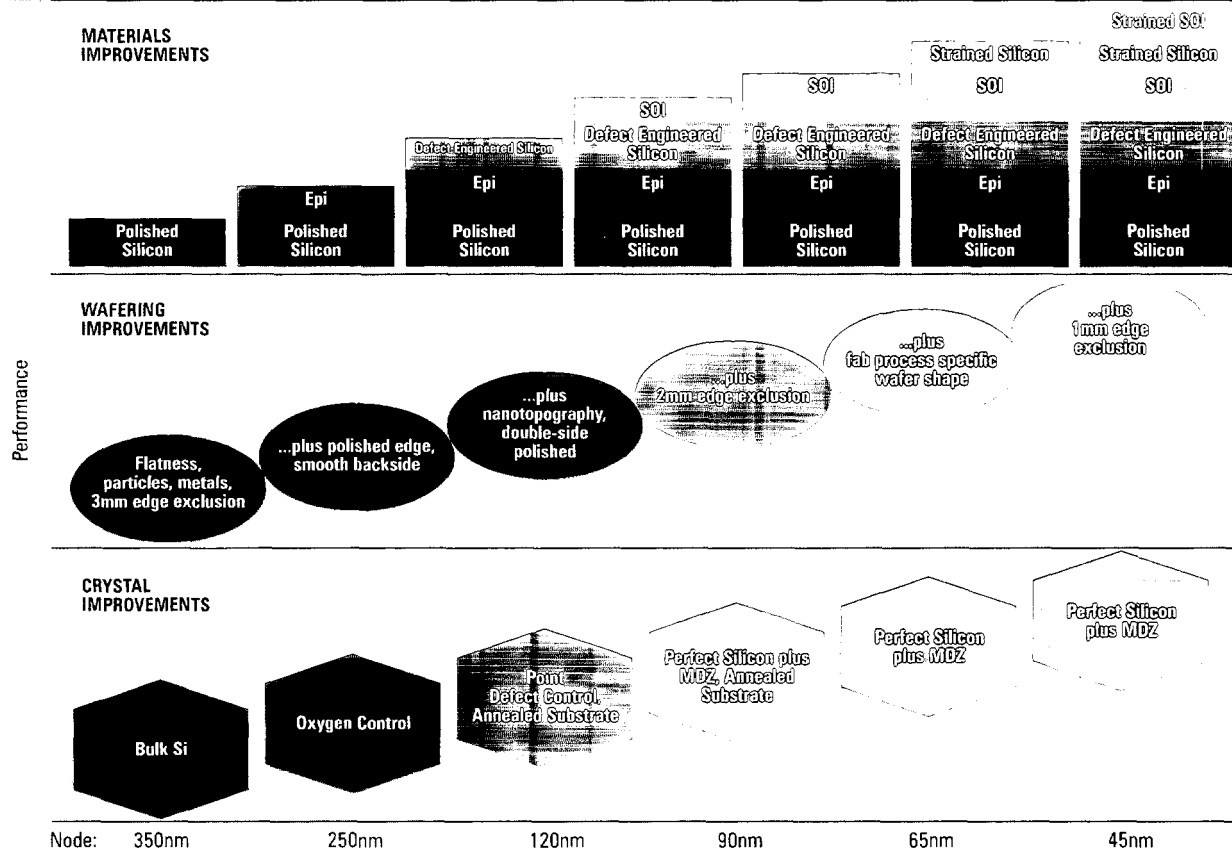 MATERIALS
IMPROVEMENTS
Polished
Silicon
Epi
Polished
Silicon
Defect Engineered Silicon
Epi
Polished
Silicon
SOI
Defect Engineered
Silicon
Epi
Polished
Silicon
SOI
Defect Engineered
Silicon
Epi
Polished
Silicon
Strained Silicon
SOI
Defect Engineered
Silicon
Epi
Polished
Silicon
Strained SOI
Strained Silicon
SOI
Defect Engineered
Silicon
Epi
Polished
Silicon
Performance
WAFERING
IMPROVEMENTS
Flatness,
particles, metals,
3mm edge exclusion
...plus polished edge,
smooth backside
...plus
nanotopography,
double-side
polished
...plus
2mm edge exclusion
...plus
fab process specific
wafer shape
...plus
1mm edge
exclusion
CRYSTAL
IMPROVEMENTS
Bulk Si
Oxygen Control
Point
Defect Control,
Annealed Substrate
Perfect Silicon plus
MDZ, Annealed
Substrate
Perfect Silicon
plus MDZ
Perfect Silicon
plus MDZ
Node: 350nm 250nm 120nm 90nm 65nm 45nm